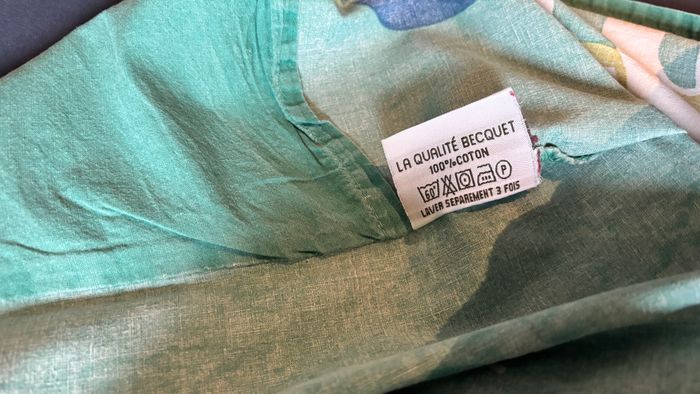 LA QUALITÉ BECQUET
100% COTON
60 P
LAVER SEPAREMENT 3 FOIS